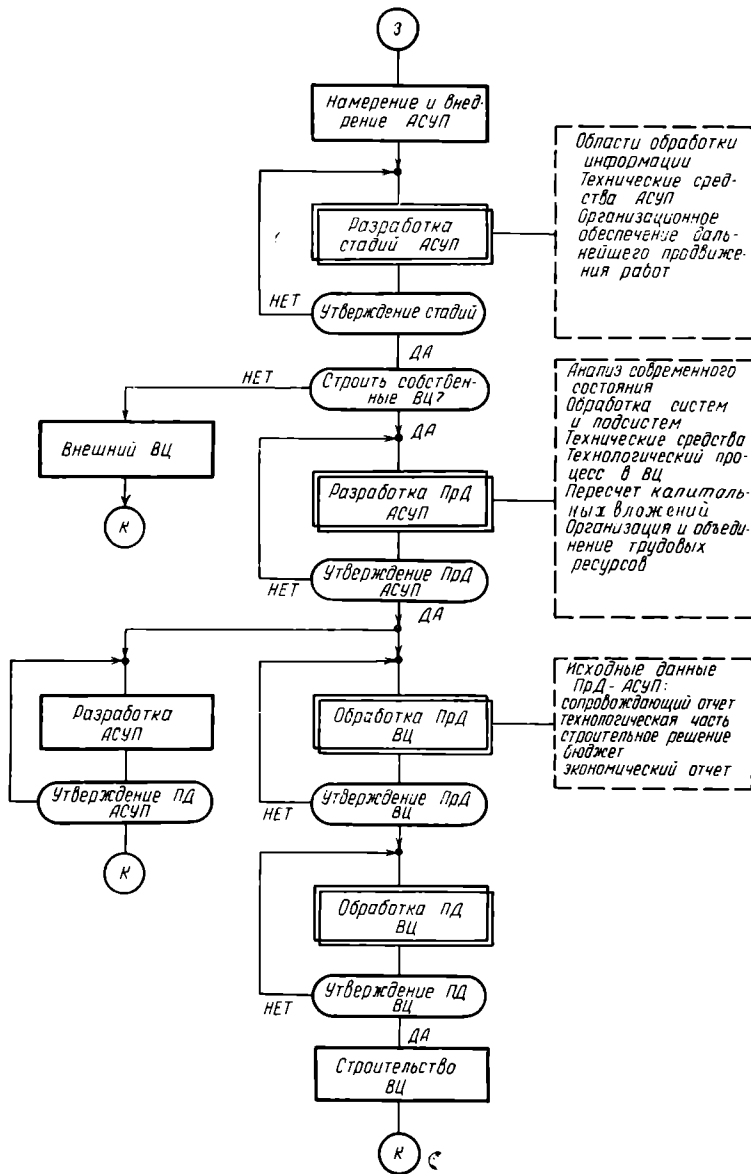 З
Намерение и внед-
рение АСУП
Области обработки
информации
Технические сред-
ства АСУП
Организационное
обеспечение даль-
нейшего продвиже-
ния работ
Разработка
стадий АСУП
НЕТ
Утверждение стадий
ДА
НЕТ
Строить собствен-
ные ВЦ?
ДА
Внешний ВЦ
К
Анализ современного
состояния
Обработка систем
и подсистем
Технические средства
Технологический про-
цесс в ВЦ
Пересчет капиталь-
ных вложений
Организация и объеди-
нение трудовых
ресурсов
Разработка ПрД
АСУП
Утверждение ПрД
АСУП
НЕТ
ДА
Разработка
АСУП
Утверждение ПД
АСУП
К
Обработка ПрД
ВЦ
Исходные данные
ПрД-АСУП:
сопровождающий отчет
технологическая часть
строительное решение
бюджет
экономический отчет
Утверждение ПрД
ВЦ
НЕТ
Обработка ПД
ВЦ
Утверждение ПД
ВЦ
НЕТ
ДА
Строительство
ВЦ
К